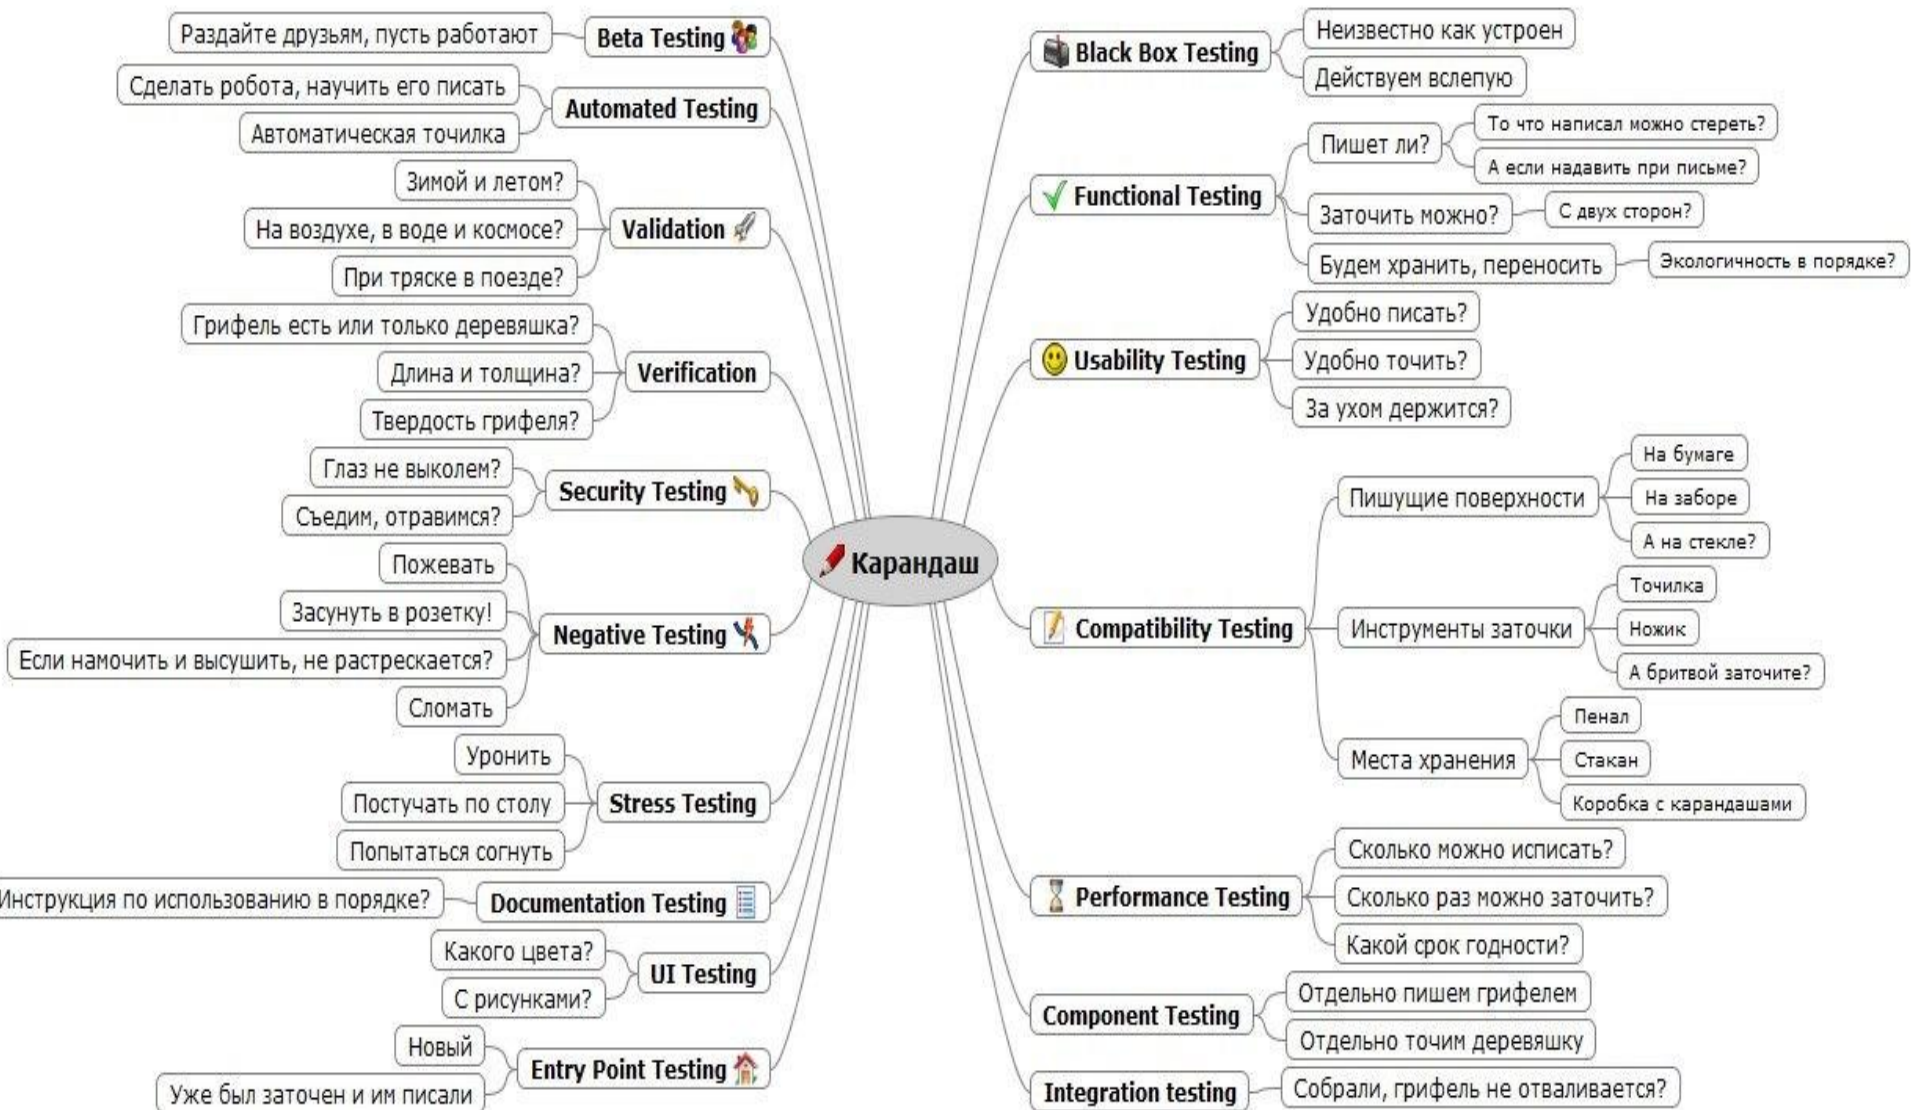 Карандаш
Beta Testing
Раздайте друзьям, пусть работают
Automated Testing
Сделать робота, научить его писать
Автоматическая точилка
Validation
Зимой и летом?
На воздухе, в воде и космосе?
При тряске в поезде?
Verification
Грифель есть или только деревяшка?
Длина и толщина?
Твердость грифеля?
Security Testing
Глаз не выколем?
Съедим, отравимся?
Negative Testing
Пожевать
Засунуть в розетку!
Если намочить и высушить, не растрескается?
Сломать
Stress Testing
Уронить
Постучать по столу
Попытаться согнуть
Documentation Testing
Инструкция по использованию в порядке?
UI Testing
Какого цвета?
С рисунками?
Entry Point Testing
Новый
Уже был заточен и им писали
Black Box Testing
Неизвестно как устроен
Действуем вслепую
Functional Testing
Пишет ли?
То что написал можно стереть?
А если надавить при письме?
Заточить можно?
С двух сторон?
Будем хранить, переносить
Экологичность в порядке?
Usability Testing
Удобно писать?
Удобно точить?
За ухом держится?
Compatibility Testing
Пишущие поверхности
На бумаге
На заборе
А на стекле?
Инструменты заточки
Точилка
Ножик
А бритвой заточите?
Места хранения
Пенал
Стакан
Коробка с карандашами
Performance Testing
Сколько можно исписать?
Сколько раз можно заточить?
Какой срок годности?
Component Testing
Отдельно пишем грифелем
Отдельно точим деревяшку
Integration testing
Собрали, грифель не отваливается?